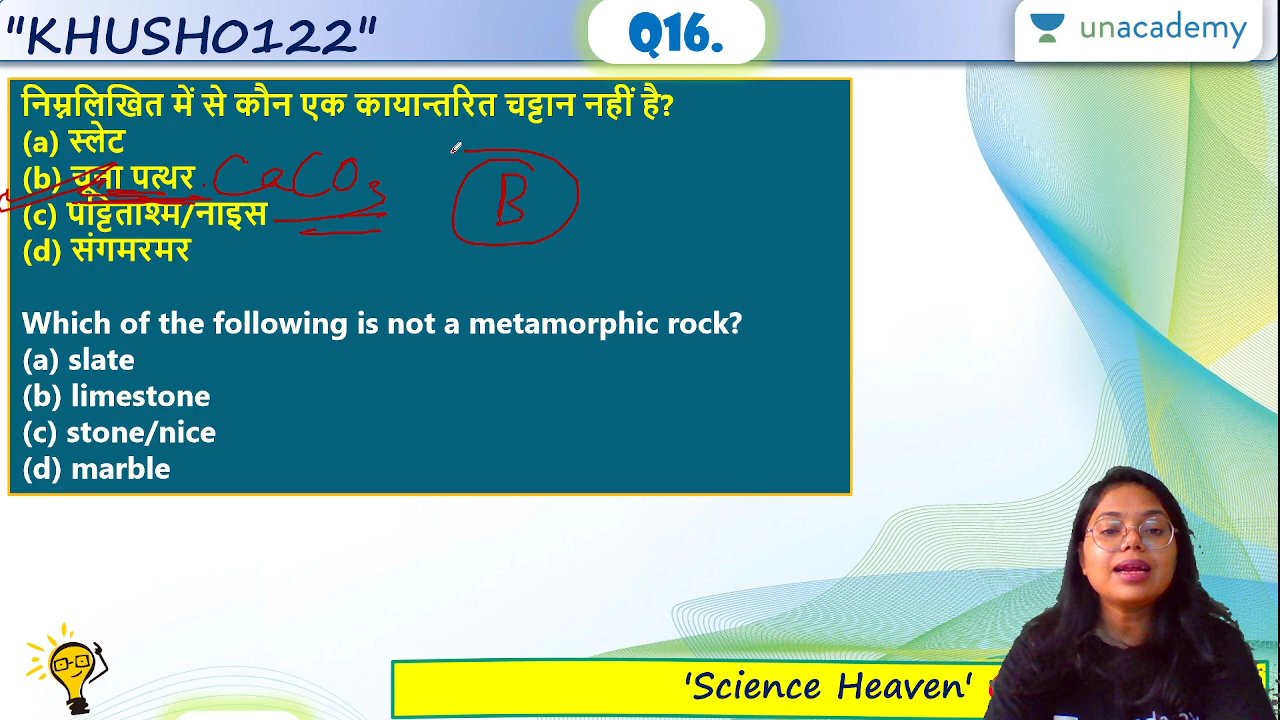 "KHUSH0122"
Q16.
unacademy
निम्नलिखित में से कौन एक कायान्तरित चट्टान नहीं है?
(a) स्लेट
(b) चूना पत्थर . CaCO3
(c) पट्टिताश्म/नाइस
(d) संगमरमर
B
Which of the following is not a metamorphic rock?
(a) slate
(b) limestone
(c) stone/nice
(d) marble
'Science Heaven'